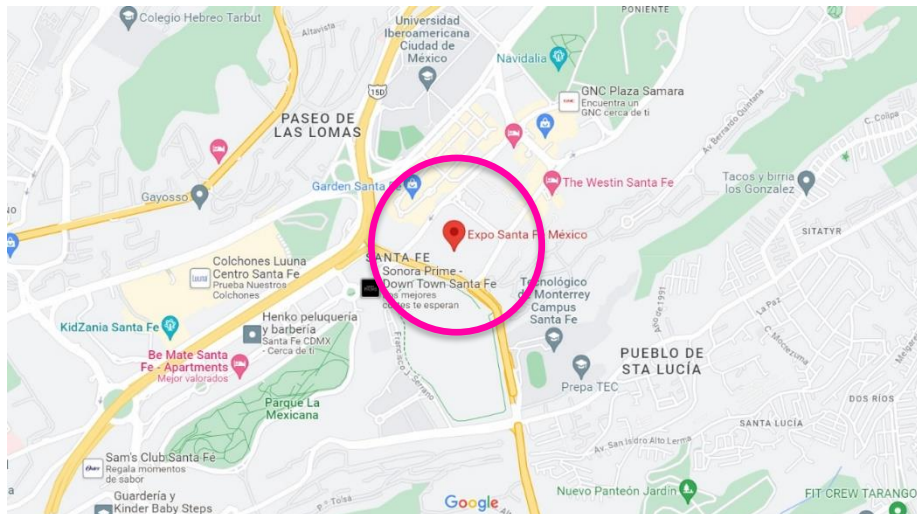 Colegio Hebreo Tarbut
Altavista
Universidad
Iberoamericana
Ciudad de
México
PONIENTE
Navidalia
15D
GNC Plaza Samara
Encuentra un
GNC cerca de ti
Av Bernardo Quintana
C. Colipa
PASEO DE
LAS LOMAS
Garden Santa Fe
The Westin Santa Fe
Tacos y birria
los Gonzalez
Gayosso
NO
Expo Santa Fe México
SITATYR
SANTA FE
Colchones Luuna
Centro Santa Fe
Prueba Nuestros
Colchones
luuna
Sonora Prime -
Down Town Santa Fe
Los mejores
cortes te esperan
Tecnológico
de Monterrey
Campus
Santa Fe
La Paz
Henko peluquería
y barbería
Santa Fe CDMX
- Cerca de ti
KidZania Santa Fe
C. Moctezuma
Be Mate Santa
Fe - Apartments
Mejor valorados
Francisco J. Serrano
PUEBLO DE
STA LUCÍA
Prepa TEC
Parque La
Mexicana
DOS RÍOS
SANTA LUCÍA
Av. San Isidro Alto Lerma
Sam's Club Santa Fe
Regala momentos
de sabor
Guardería y
Kinder Baby Steps
P.º Tolsá
Google
Nuevo Panteón Jardín
FIT CREW TARANGO